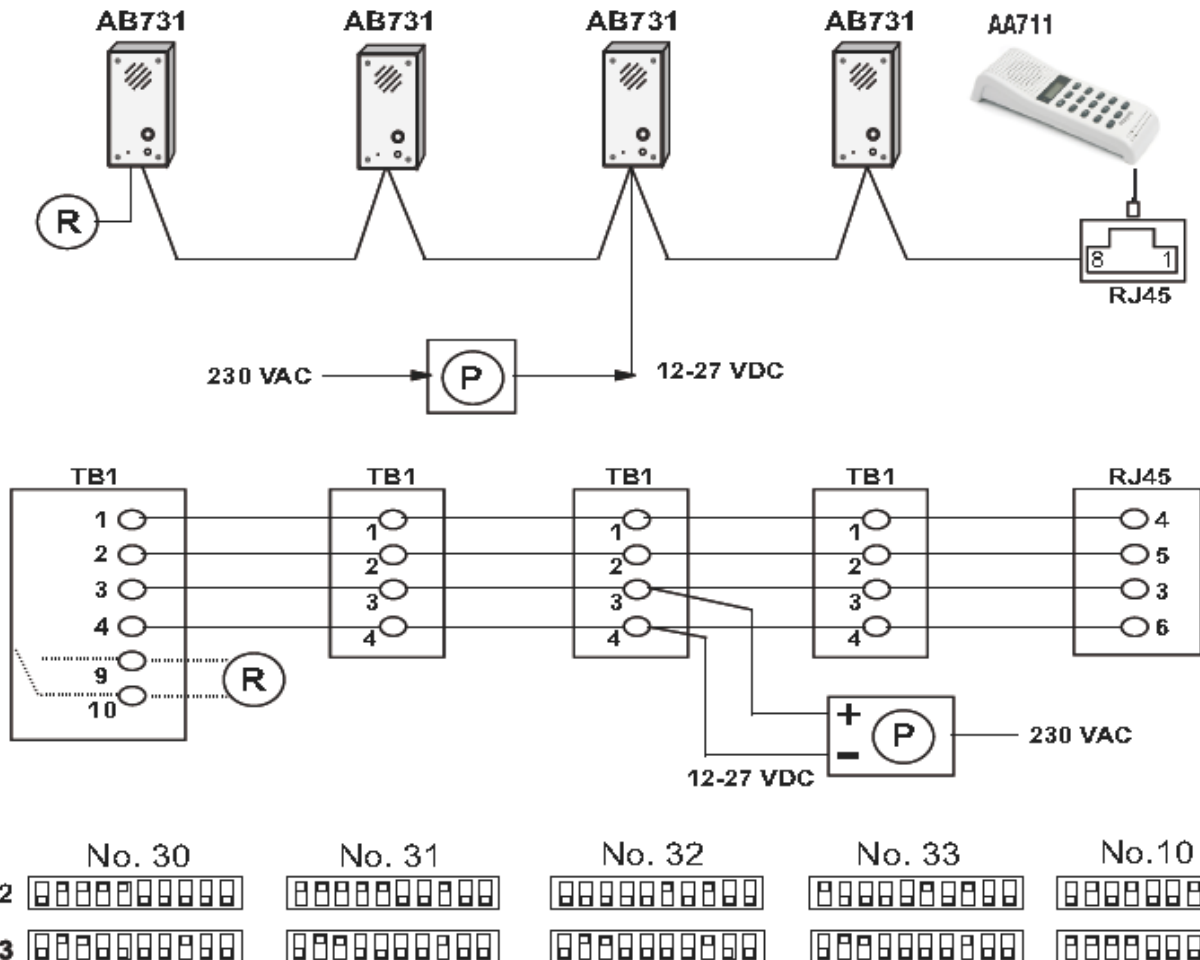 AB731 AB731 AB731 AB731 AA711
R
8 1
RJ45
230 VAC P 12-27 VDC
TB1 TB1 TB1 TB1 RJ45
1 1 1 1 4
2 2 2 2 5
3 3 3 3 3
4 4 4 4 6
9 R
10
+ P 230 VAC
-
12-27 VDC
No. 30 No. 31 No. 32 No. 33 No.10
2
3